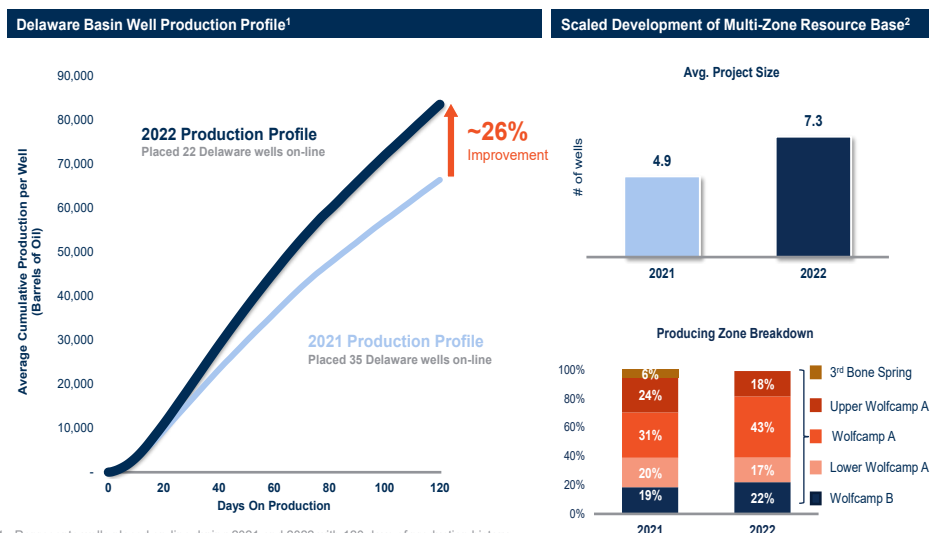 Delaware Basin Well Production Profile1
Scaled Development of Multi-Zone Resource Base2
Average Cumulative Production per Well
(Barrels of Oil)
90,000
80,000
70,000
60,000
50,000
40,000
30,000
20,000
10,000
-
2022 Production Profile
Placed 22 Delaware wells on-line
~26%
Improvement
2021 Production Profile
Placed 35 Delaware wells on-line
0 20 40 60 80 100 120
Days On Production
Avg. Project Size
# of wells
4.9
7.3
2021 2022
Producing Zone Breakdown
100%
80%
60%
40%
20%
0%
6%
24%
31%
20%
19%
18%
43%
17%
22%
3rd Bone Spring
Upper Wolfcamp A
Wolfcamp A
Lower Wolfcamp A
Wolfcamp B
2021 2022